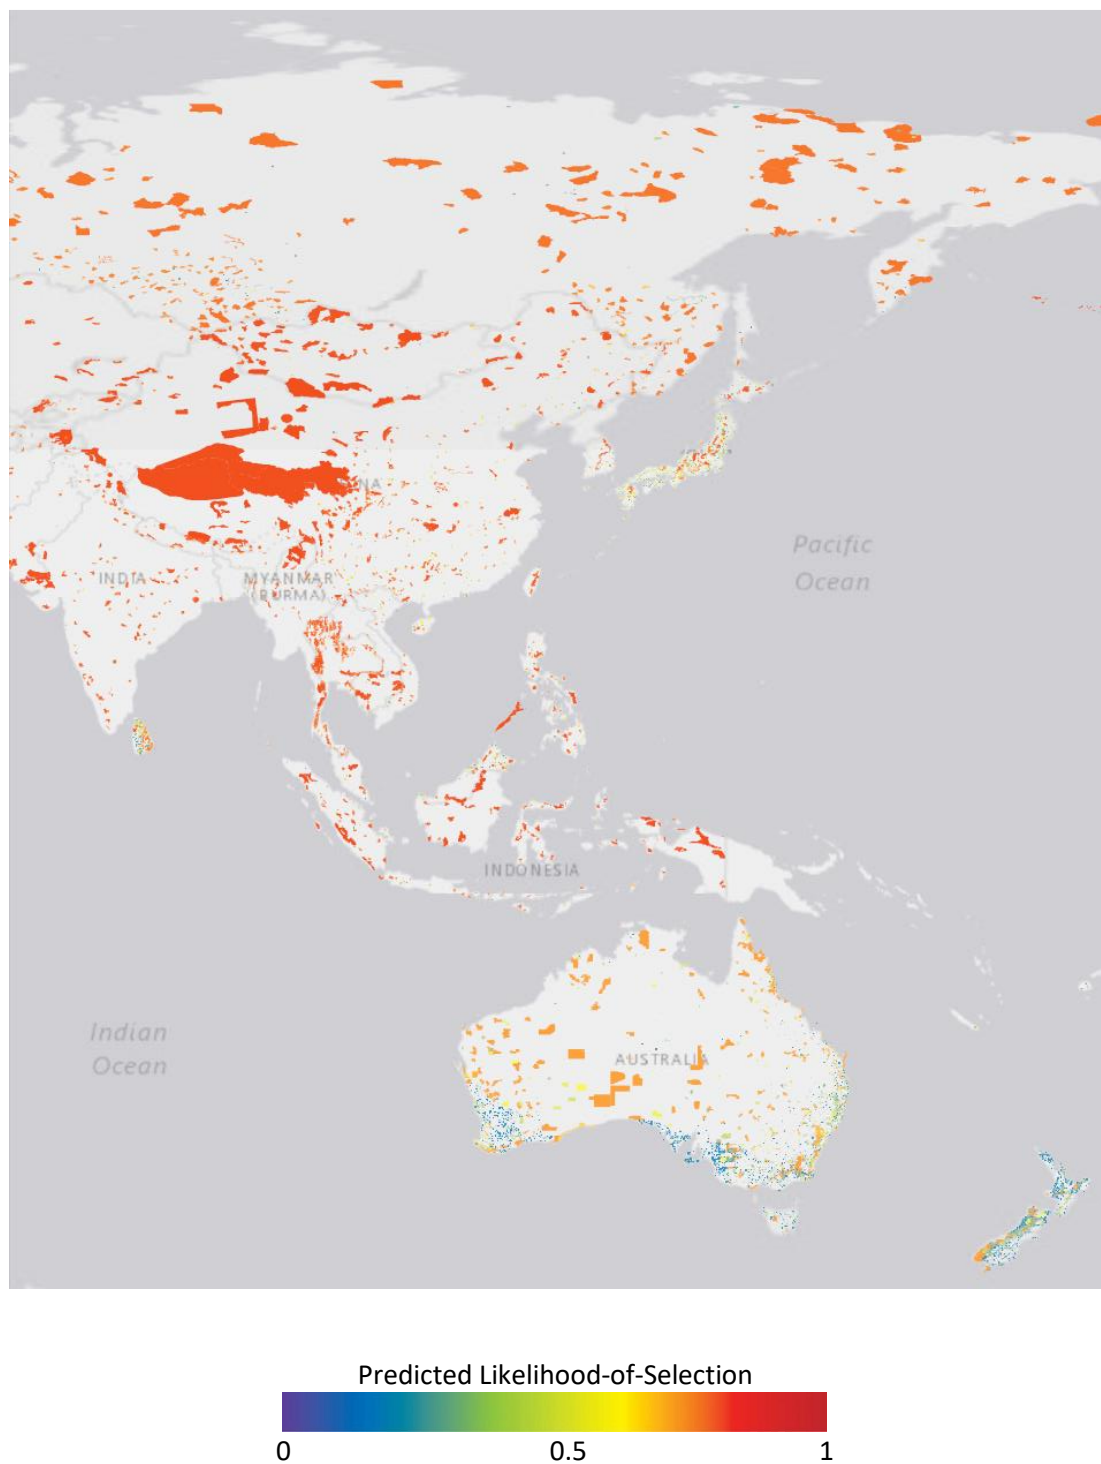 Pacific
Ocean
INDIA
MYANMAR
(BURMA)
INDONESIA
Indian
Ocean
AUSTRALIA
Predicted Likelihood-of-Selection
0 0.5 1